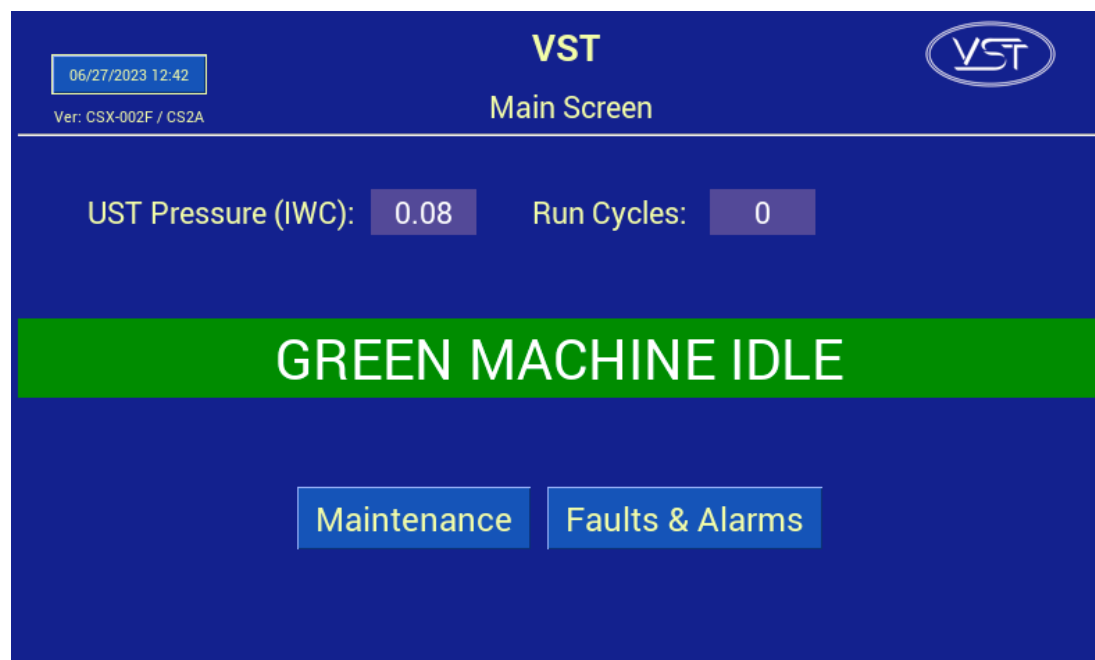 VST
06/27/2023 12:42
VST
Main Screen
Ver: CSX-002F / CS2A
UST Pressure (IWC): 0.08 Run Cycles: 0
GREEN MACHINE IDLE
Maintenance Faults & Alarms